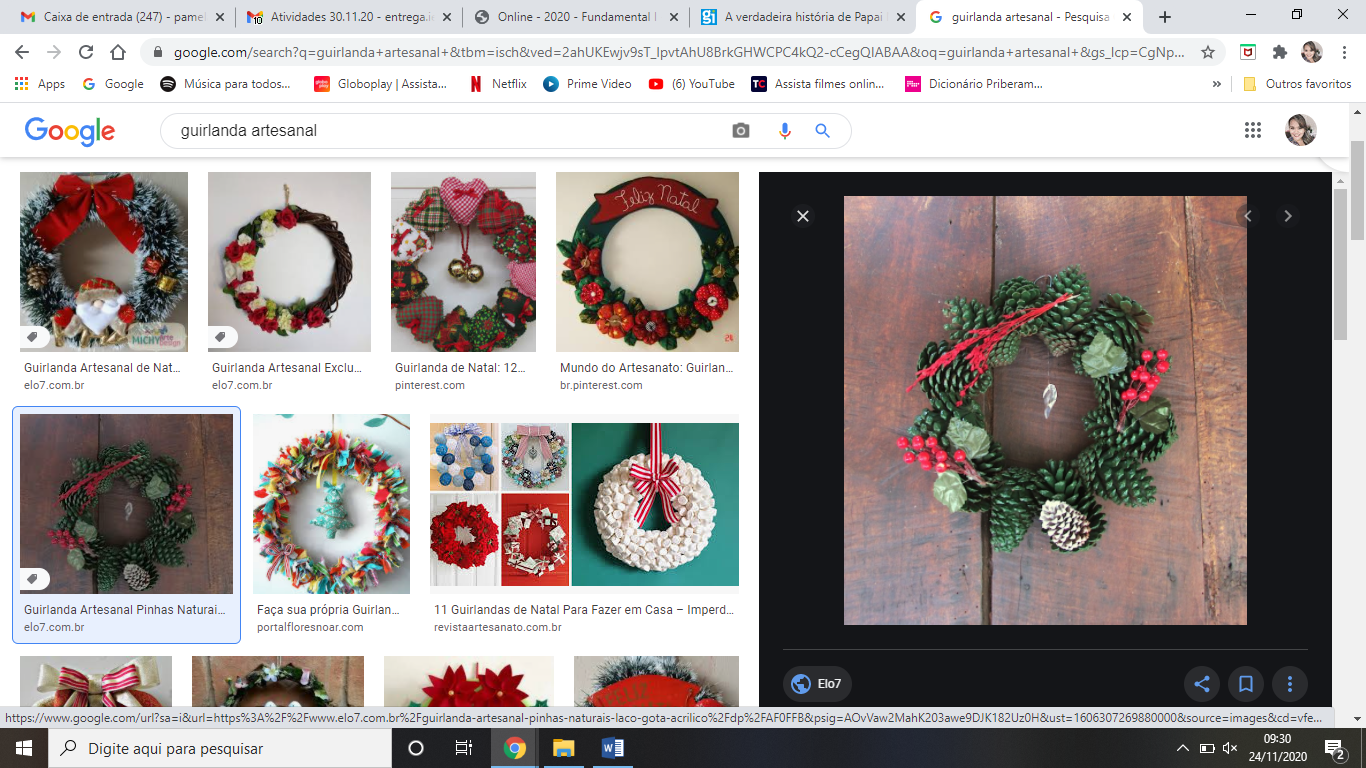 Caixa de entrada (247) - pamel
Atividades 30.11.20 - entrega.i
Online - 2020 - Fundamental I
A verdadeira história de Papai
guirlanda artesanal - Pesquisa
google.com/search?q=guirlanda+artesanal+&tbm=isch&ved=2ahUKEwjv9sT_lpvtAhU8BrkGHWCPC4kQ2-cCegQIABAA&oq=guirlanda+artesanal+&gs_lcp=CgNp...
Apps
Google
Música para todos...
Globoplay | Assista...
Netflix
Prime Video
(6) YouTube
Assista filmes onlin...
Dicionário Priberam...
»
Outros favoritos
Google
guirlanda artesanal
Feliz Natal
MICHY Arte Design
Guirlanda Artesanal de Nat...
elo7.com.br
Guirlanda Artesanal Exclu...
elo7.com.br
Guirlanda de Natal: 12...
pinterest.com
Mundo do Artesanato: Guirlan...
br.pinterest.com
Guirlanda Artesanal Pinhas Naturai...
elo7.com.br
Faça sua própria Guirlan...
portalfloresnoar.com
11 Guirlandas de Natal Para Fazer em Casa – Imperd...
revistaartesanato.com.br
FELIZ
Elo7
https://www.google.com/url?sa=i&url=https%3A%2F%2Fwww.elo7.com.br%2Fguirlanda-artesanal-pinhas-naturais-laco-gota-acrilico%2Fdp%2FAF0FFB&psig=AOvVaw2MahK203awe9DJK182Uz0H&ust=1606307269880000&source=images&cd=vfe...
Digite aqui para pesquisar
09:30
24/11/2020
2